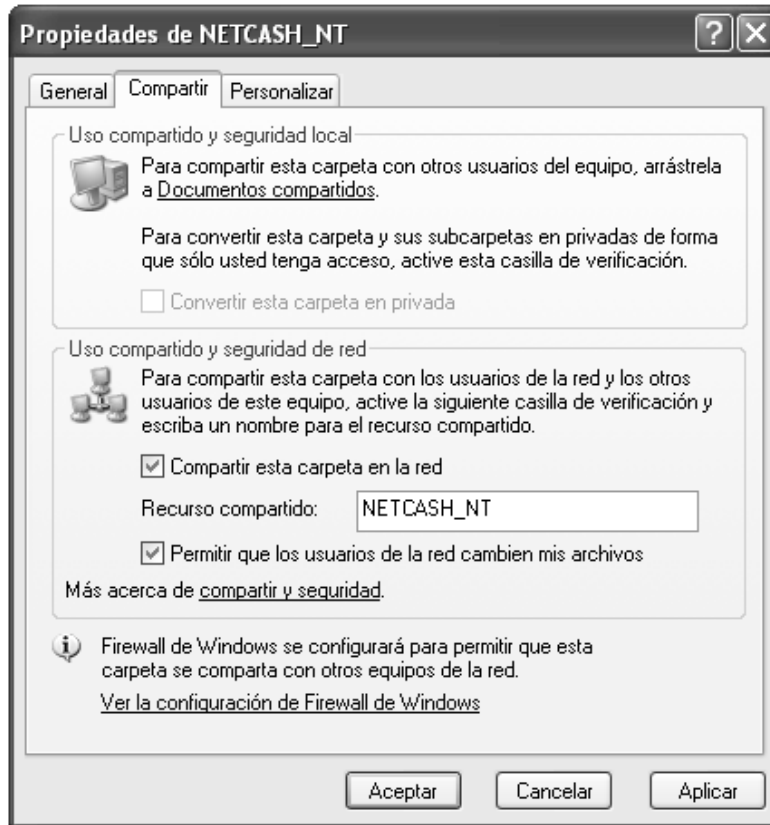 Propiedades de NETCASH_NT
General Compartir Personalizar
Uso compartido y seguridad local
Para compartir esta carpeta con otros usuarios del equipo, arrástrela
a Documentos compartidos.
Para convertir esta carpeta y sus subcarpetas en privadas de forma
que sólo usted tenga acceso, active esta casilla de verificación.
Convertir esta carpeta en privada
Uso compartido y seguridad de red
Para compartir esta carpeta con los usuarios de la red y los otros
usuarios de este equipo, active la siguiente casilla de verificación y
escriba un nombre para el recurso compartido.
Compartir esta carpeta en la red
Recurso compartido: NETCASH_NT
Permitir que los usuarios de la red cambien mis archivos
Más acerca de compartir y seguridad.
Firewall de Windows se configurará para permitir que esta
carpeta se comparta con otros equipos de la red.
Ver la configuración de Firewall de Windows
Aceptar Cancelar Aplicar